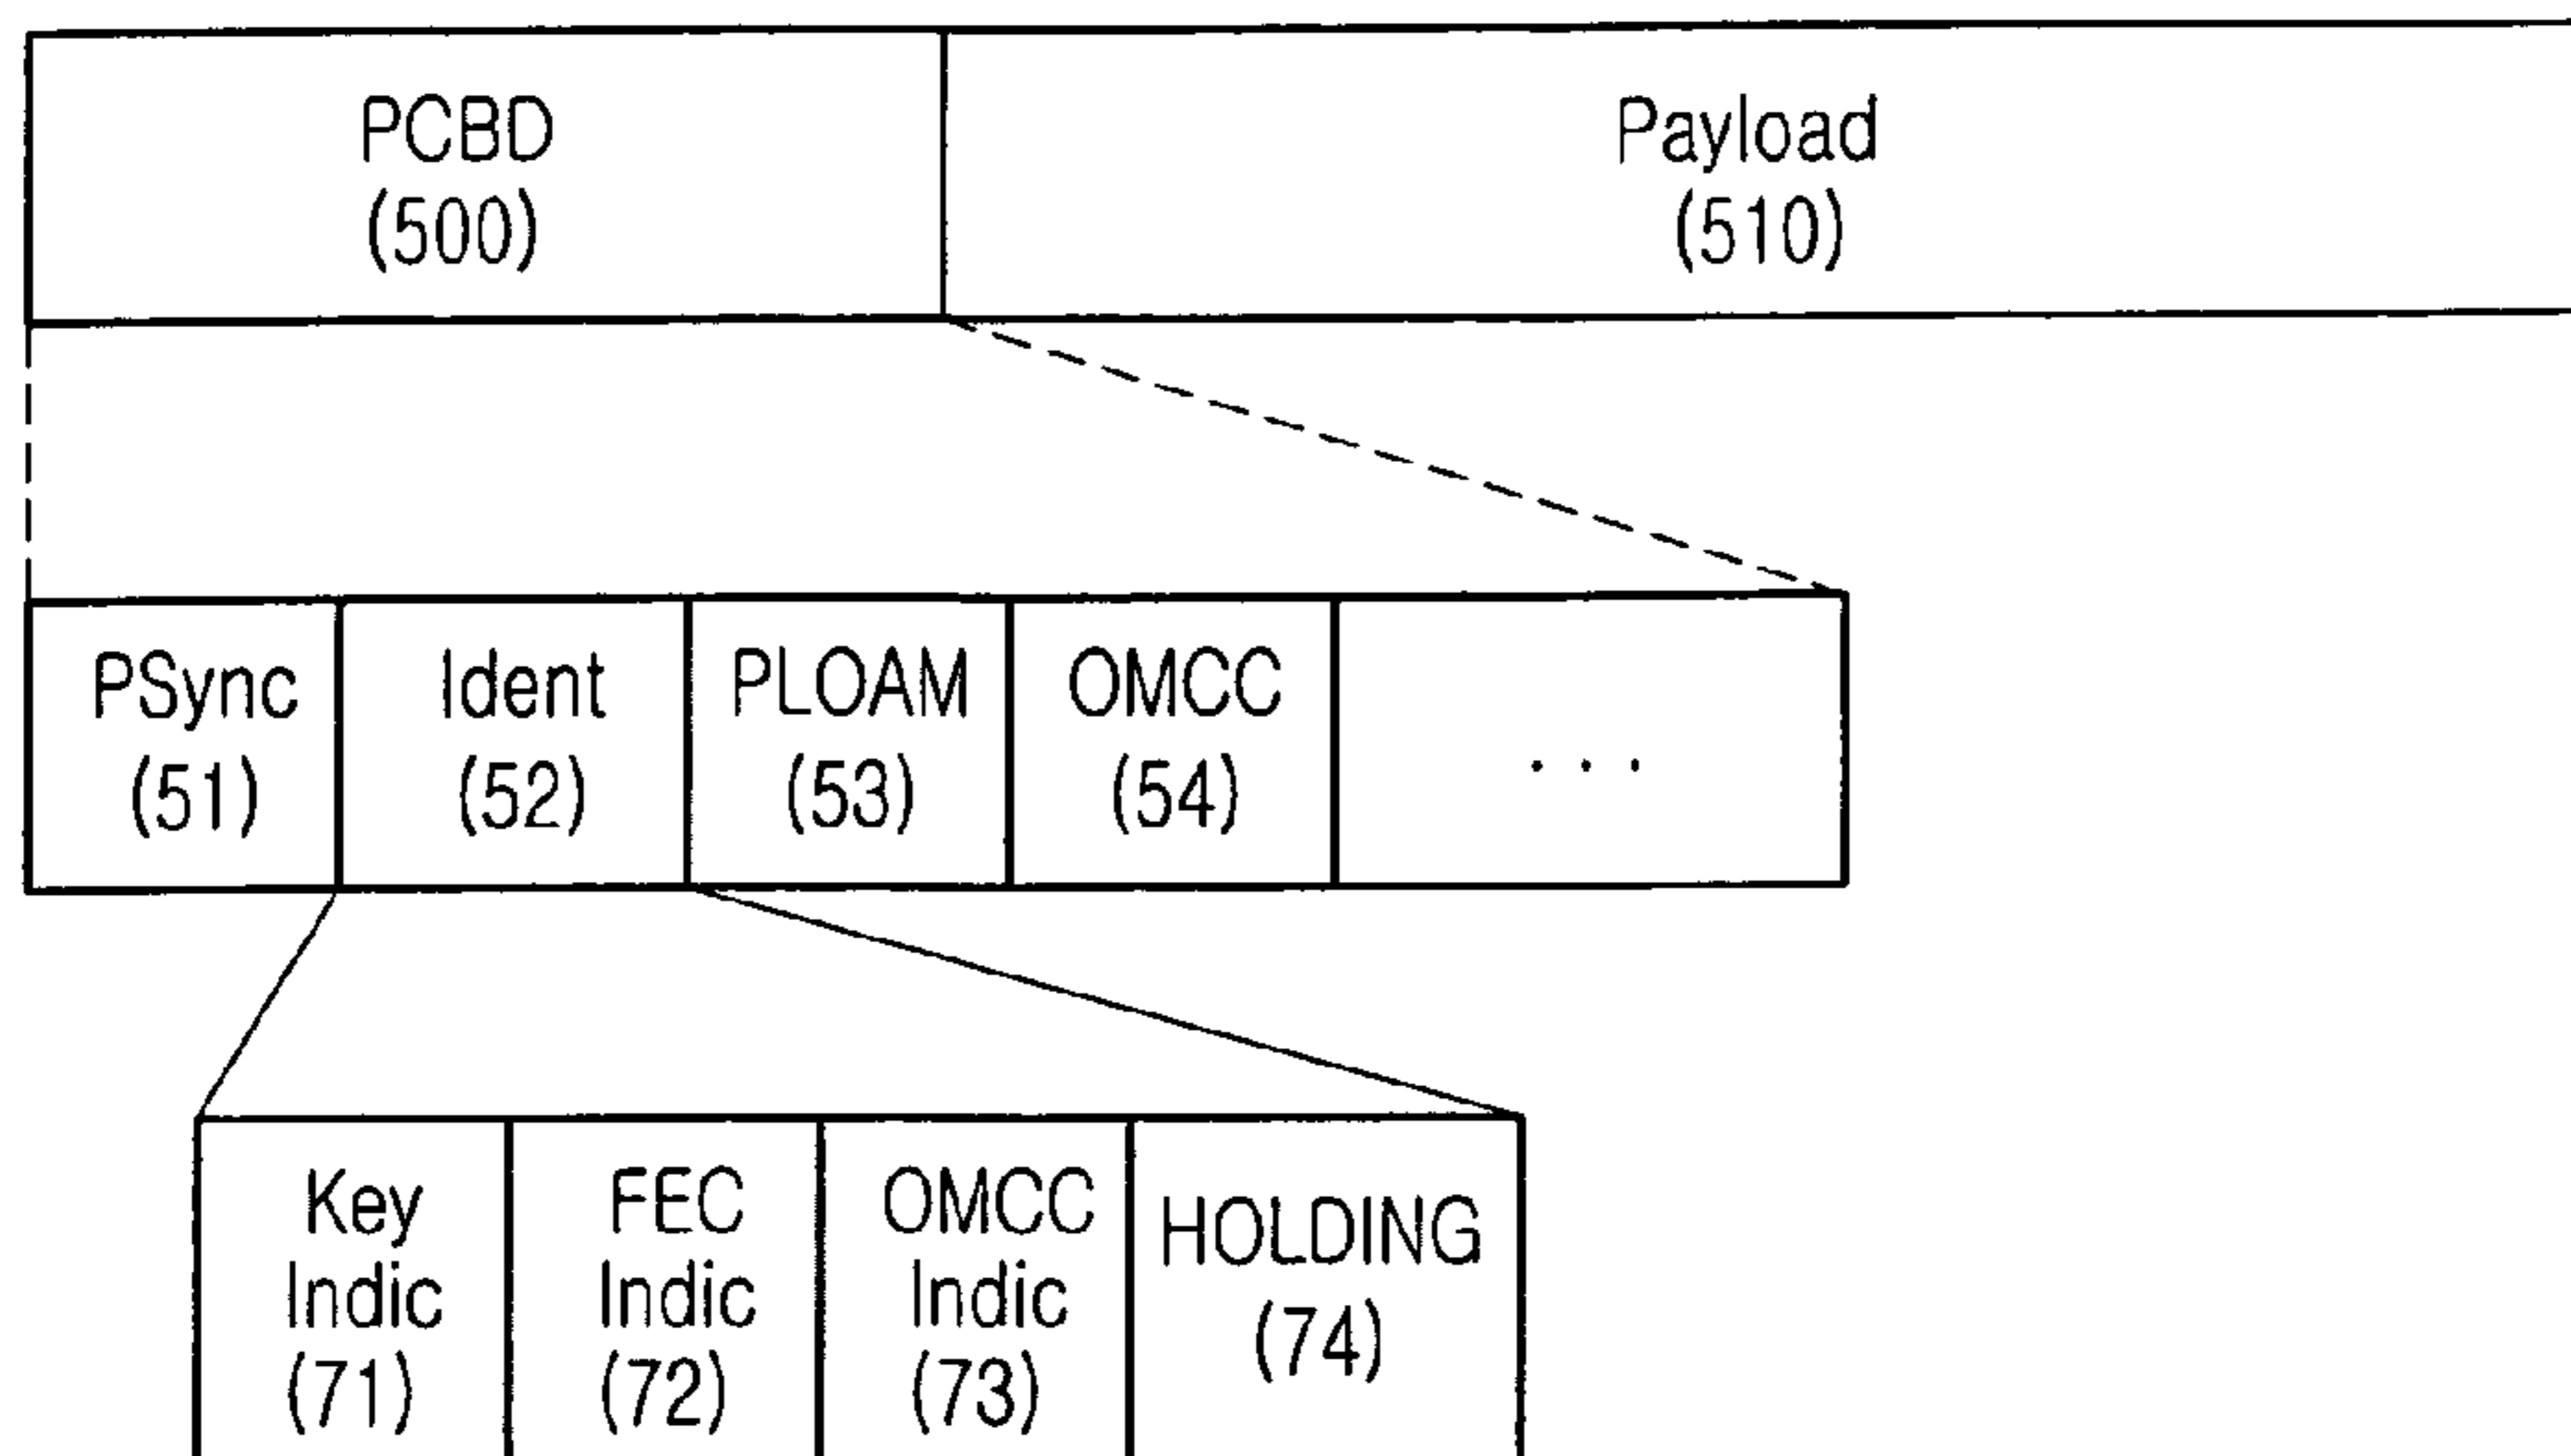 PCBD
(500)
Payload
(510)
PSync
(51)
Ident
(52)
PLOAM
(53)
OMCC
(54)
. . .
Key
Indic
(71)
FEC
Indic
(72)
OMCC
Indic
(73)
HOLDING
(74)